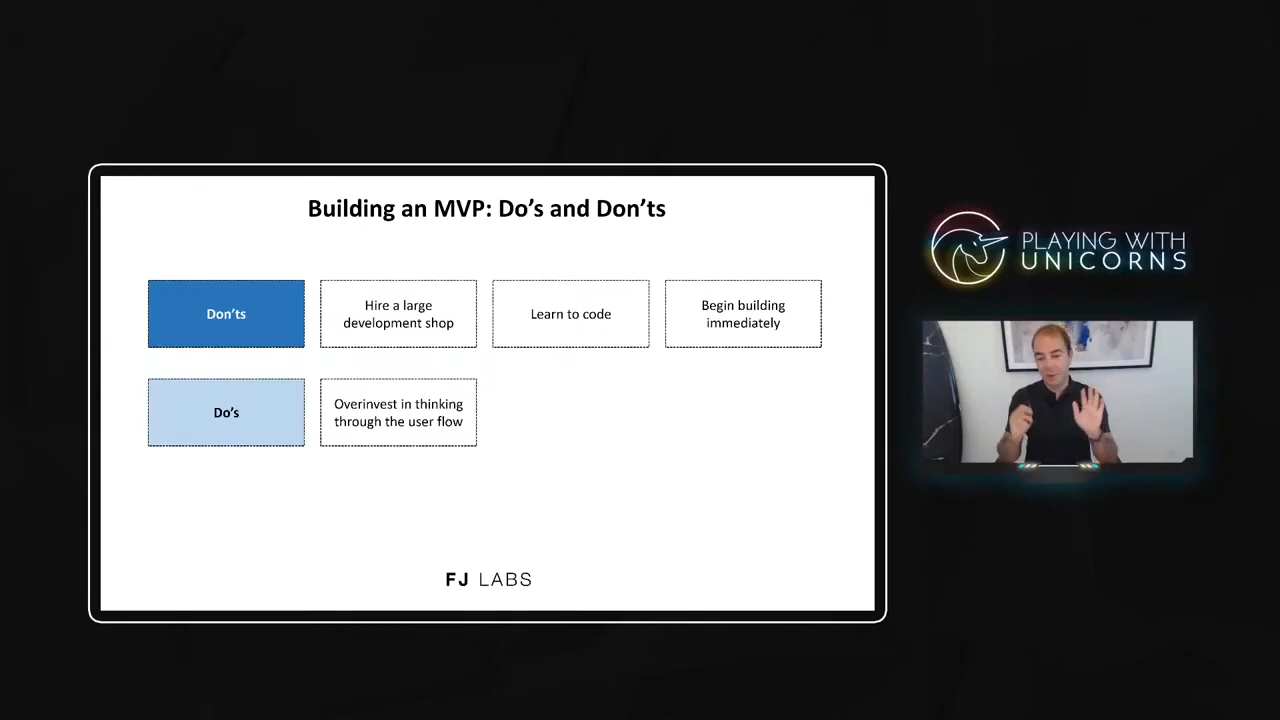 Building an MVP: Do's and Don'ts
Don'ts
Hire a large
development shop
Learn to code
Begin building
immediately
Do's
Overinvest in thinking
through the user flow
FJ LABS
PLAYING WITH
UNICORNS